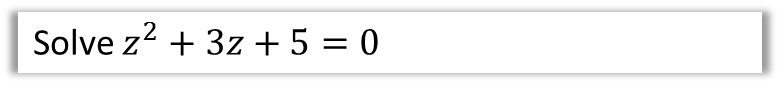 Solve z² + 3z + 5 = 0